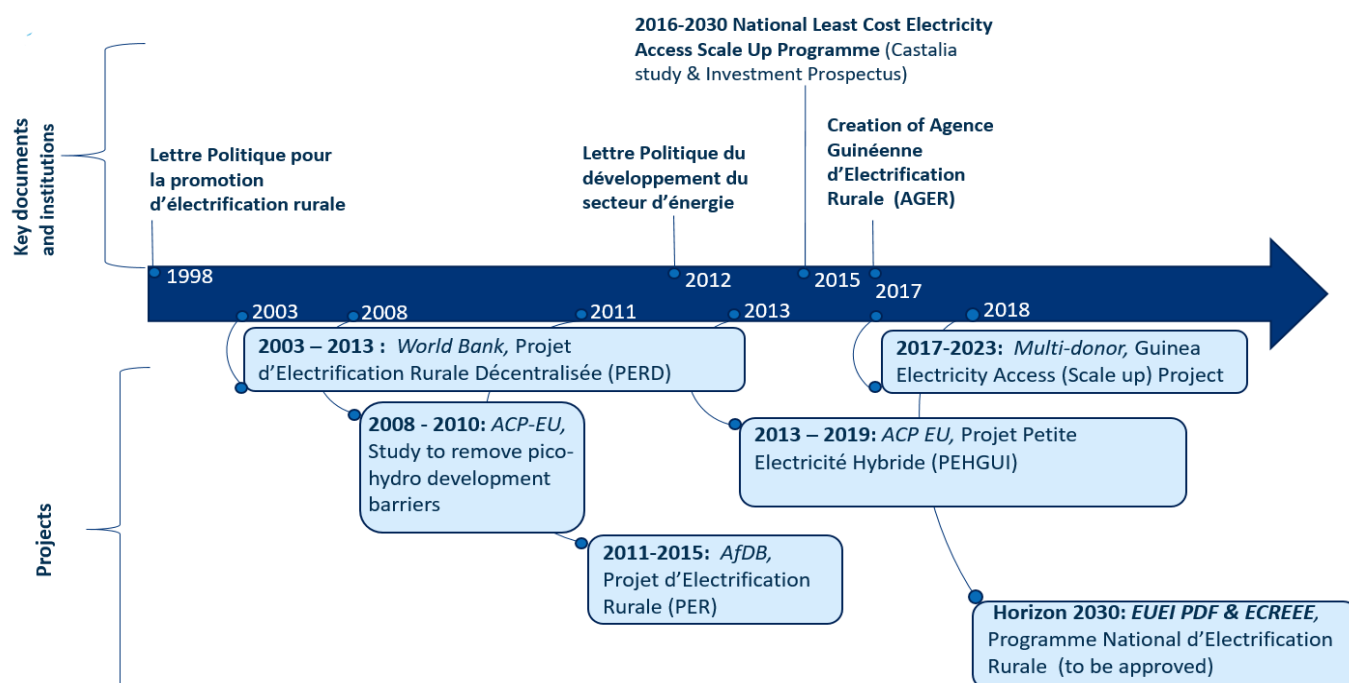 2016-2030 National Least Cost Electricity
Access Scale Up Programme (Castalia
study & Investment Prospectus)
Key documents
and institutions
Lettre Politique pour
la promotion
d'électrification rurale
Lettre Politique du
développement du
secteur d'énergie
Creation of Agence
Guinéenne
d'Electrification
Rurale (AGER)
1998
2012
2015
2017
2003
2008
2011
2013
2018
Projects
2003 – 2013 : World Bank, Projet
d'Electrification Rurale Décentralisée (PERD)
2017-2023: Multi-donor, Guinea
Electricity Access (Scale up) Project
2008 - 2010: ACP-EU,
Study to remove pico-
hydro development
barriers
2013 – 2019: ACP EU, Projet Petite
Electricité Hybride (PEHGUI)
2011-2015: AfDB,
Projet d'Electrification
Rurale (PER)
Horizon 2030: EUEI PDF & ECREEE,
Programme National d'Electrification
Rurale (to be approved)